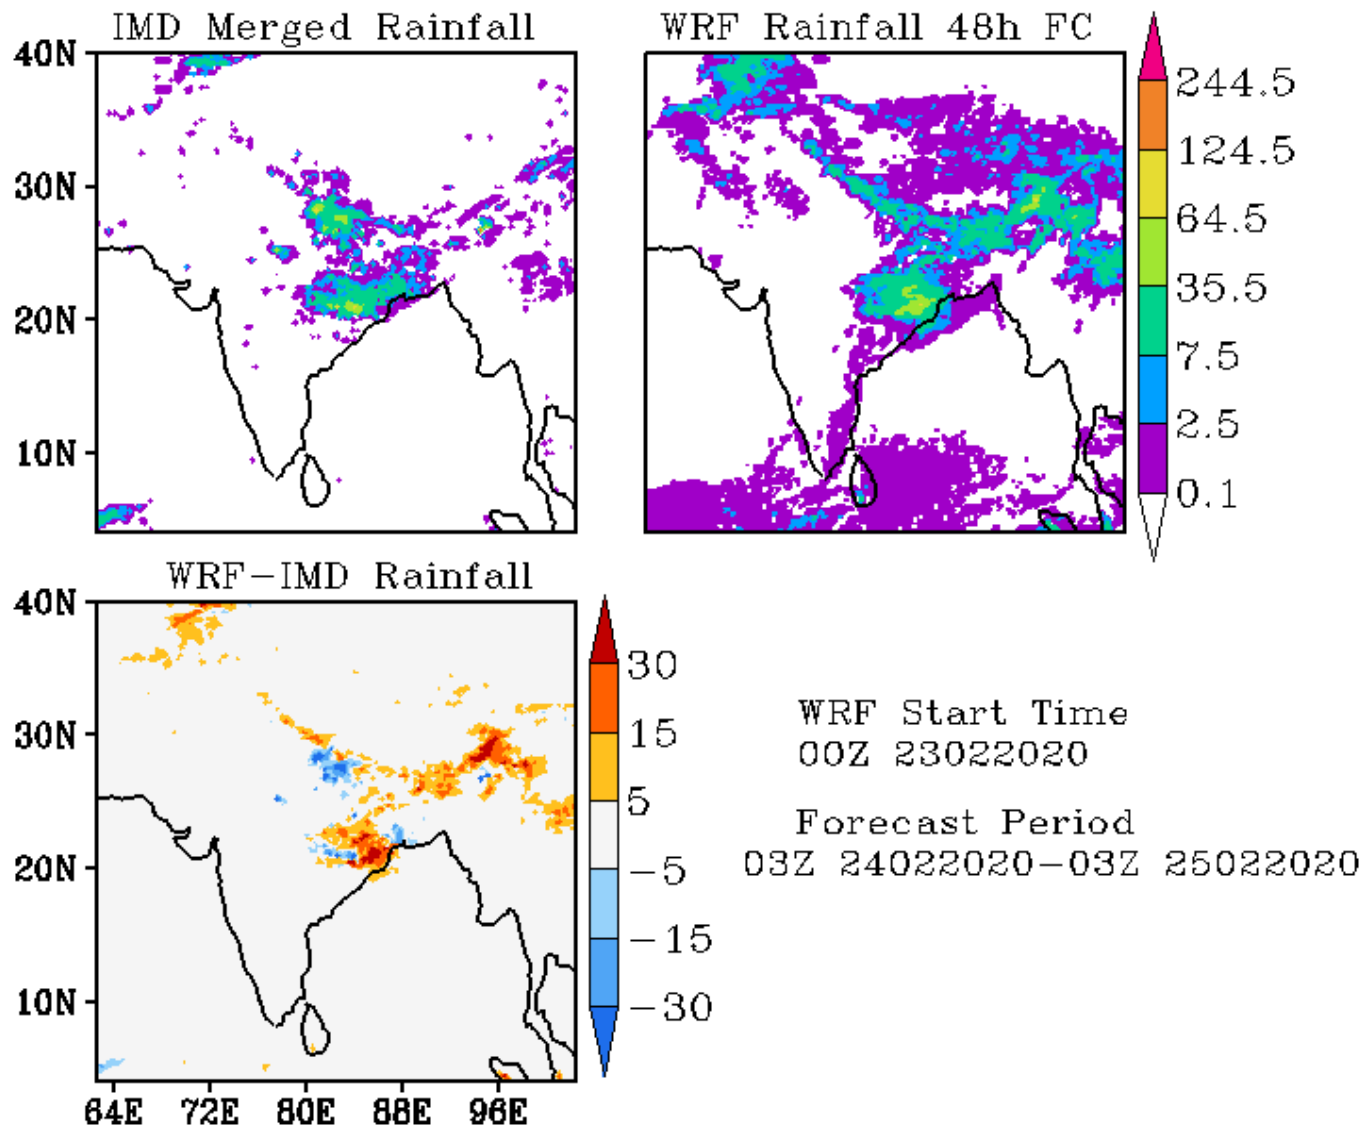 IMD Merged Rainfall
WRF Rainfall 48h FC
40N
30N
20N
10N
244.5
124.5
64.5
35.5
7.5
2.5
0.1
WRF-IMD Rainfall
40N
30N
20N
10N
64E 72E 80E 88E 96E
30
15
5
-5
-15
-30
WRF Start Time
00Z 23022020
Forecast Period
03Z 24022020-03Z 25022020